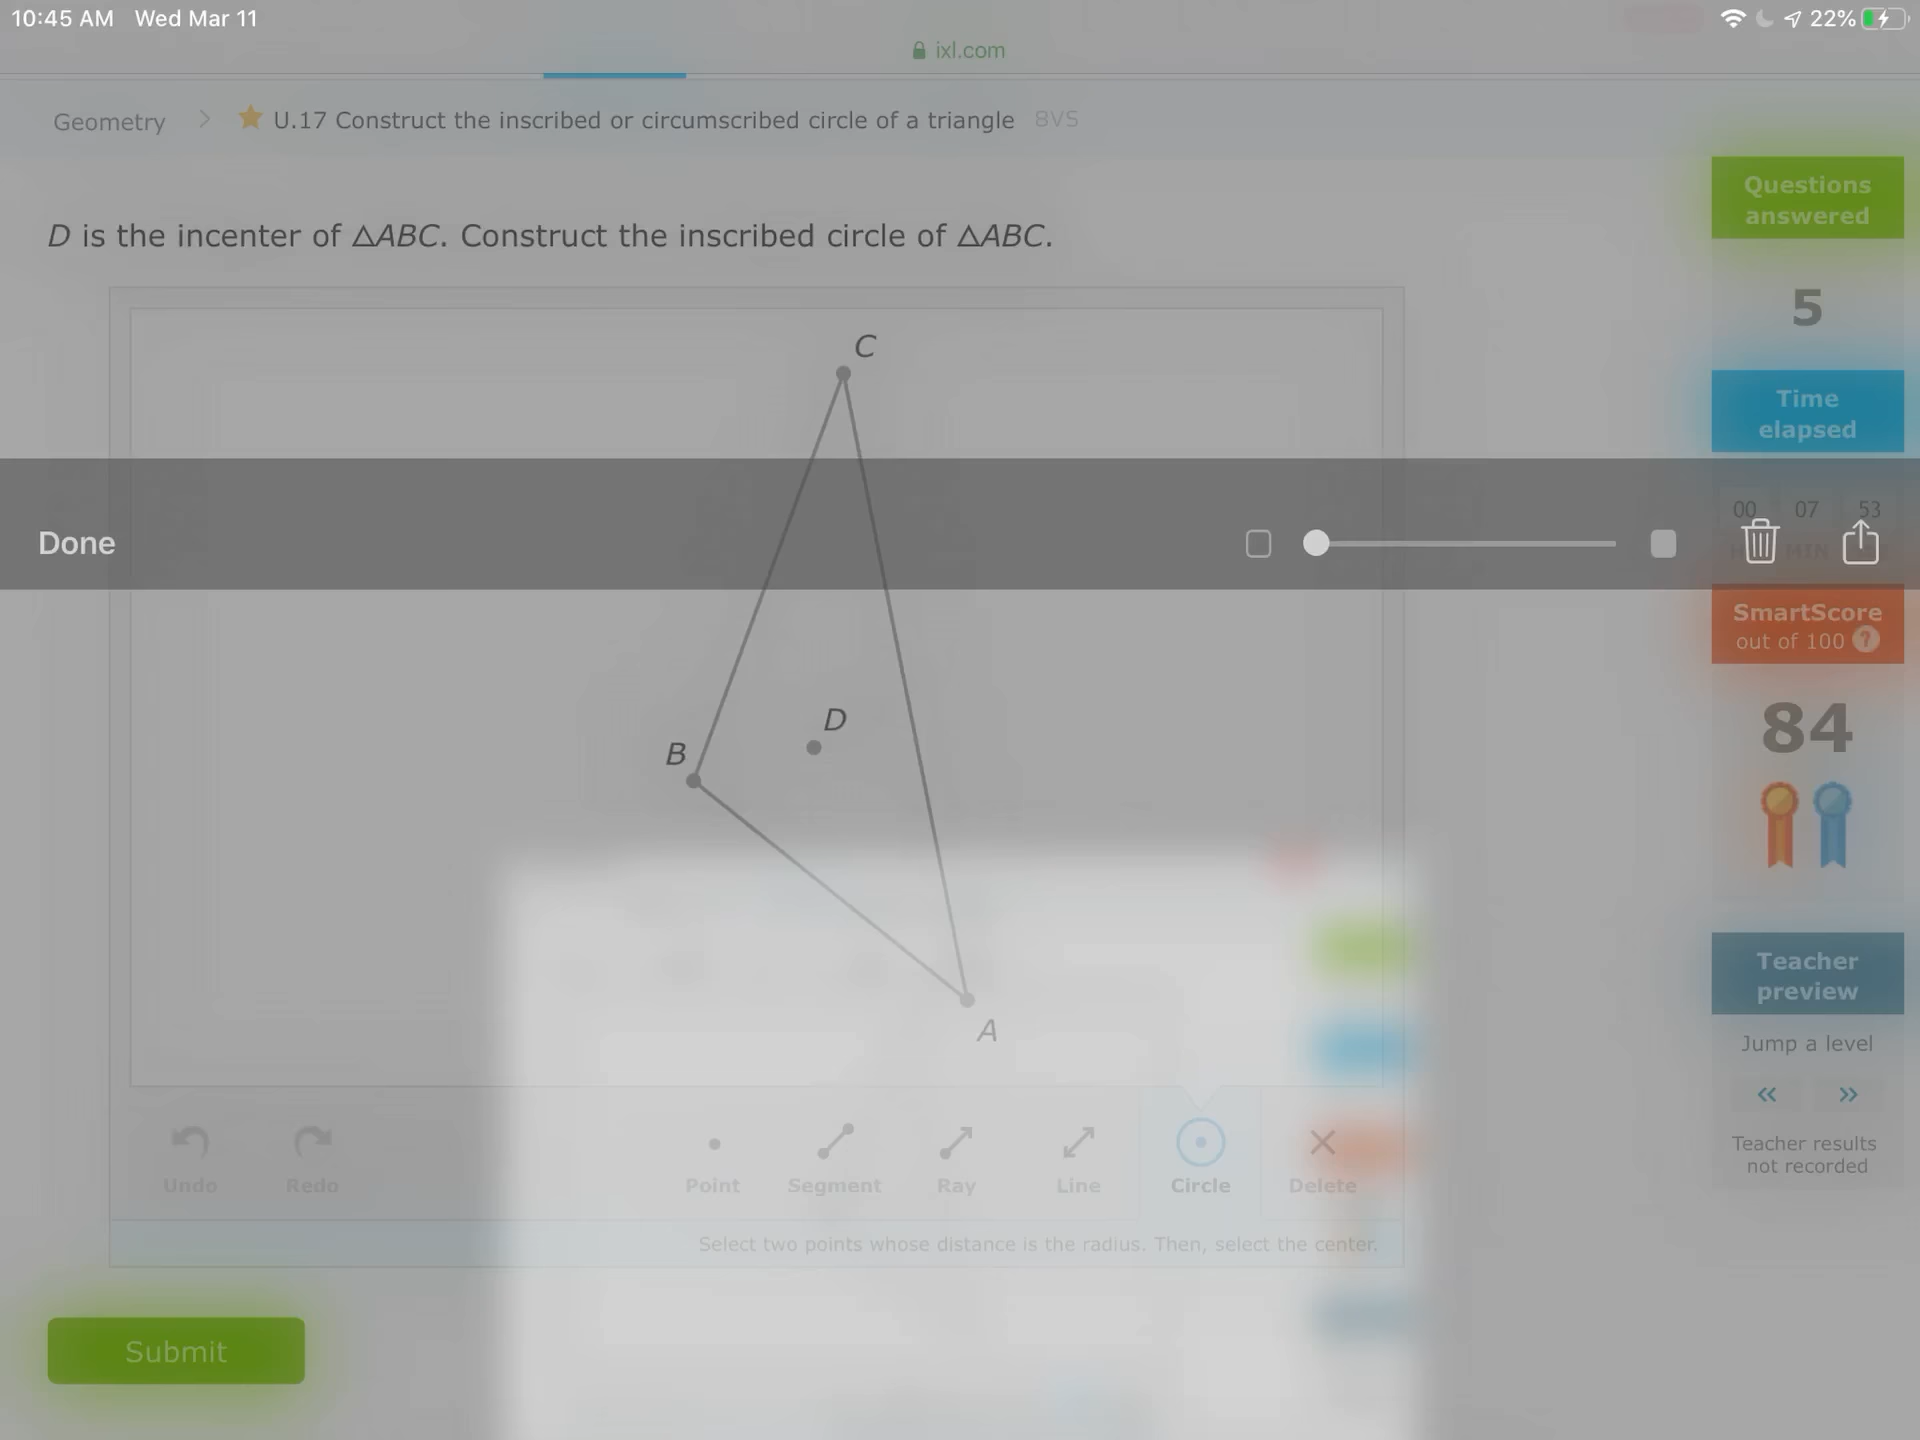 10:45 AM Wed Mar 11
22%
ixl.com
Geometry > U.17 Construct the inscribed or circumscribed circle of a triangle 8VS
Questions answered
D is the incenter of △ABC. Construct the inscribed circle of △ABC.
5
C
Time elapsed
00 07 53
Done
MIN
SmartScore
out of 100 ?
84
D
B
Teacher preview
A
Jump a level
Undo
Redo
Point
Segment
Ray
Line
Circle
Delete
Teacher results
not recorded
Select two points whose distance is the radius. Then, select the center.
Submit